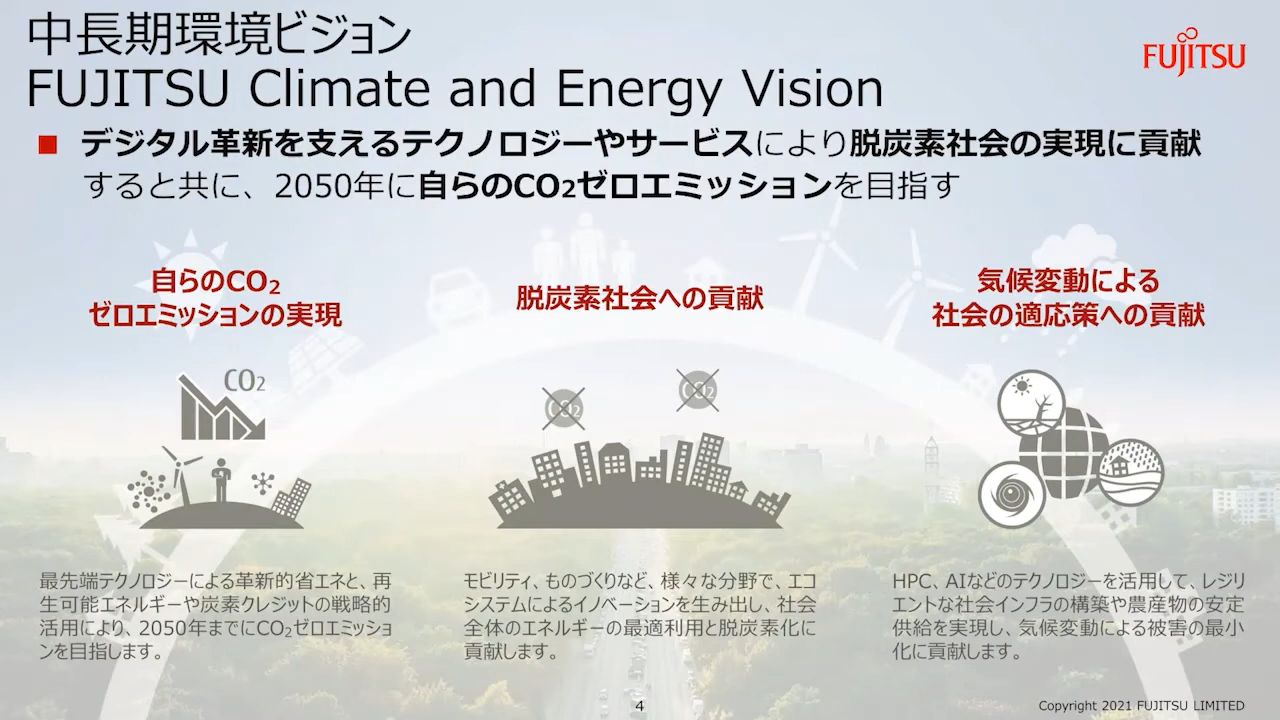 中長期環境ビジョン
FUJITSU Climate and Energy Vision
FUJITSU
■ デジタル革新を支えるテクノロジーやサービスにより脱炭素社会の実現に貢献
すると共に、2050年に自らのCO₂ゼロエミッションを目指す
自らのCO₂
ゼロエミッションの実現
CO₂
最先端テクノロジーによる革新的省エネと、再
生可能エネルギーや炭素クレジットの戦略的
活用により、2050年までにCO₂ゼロエミッショ
ンを目指します。
脱炭素社会への貢献
CO₂
CO₂
モビリティ、ものづくりなど、様々な分野で、エコ
システムによるイノベーションを生み出し、社会
全体のエネルギーの最適利用と脱炭素化に
貢献します。
気候変動による
社会の適応策への貢献
HPC、AIなどのテクノロジーを活用して、レジリ
エントな社会インフラの構築や農産物の安定
供給を実現し、気候変動による被害の最小
化に貢献します。
4
Copyright 2021 FUJITSU LIMITED